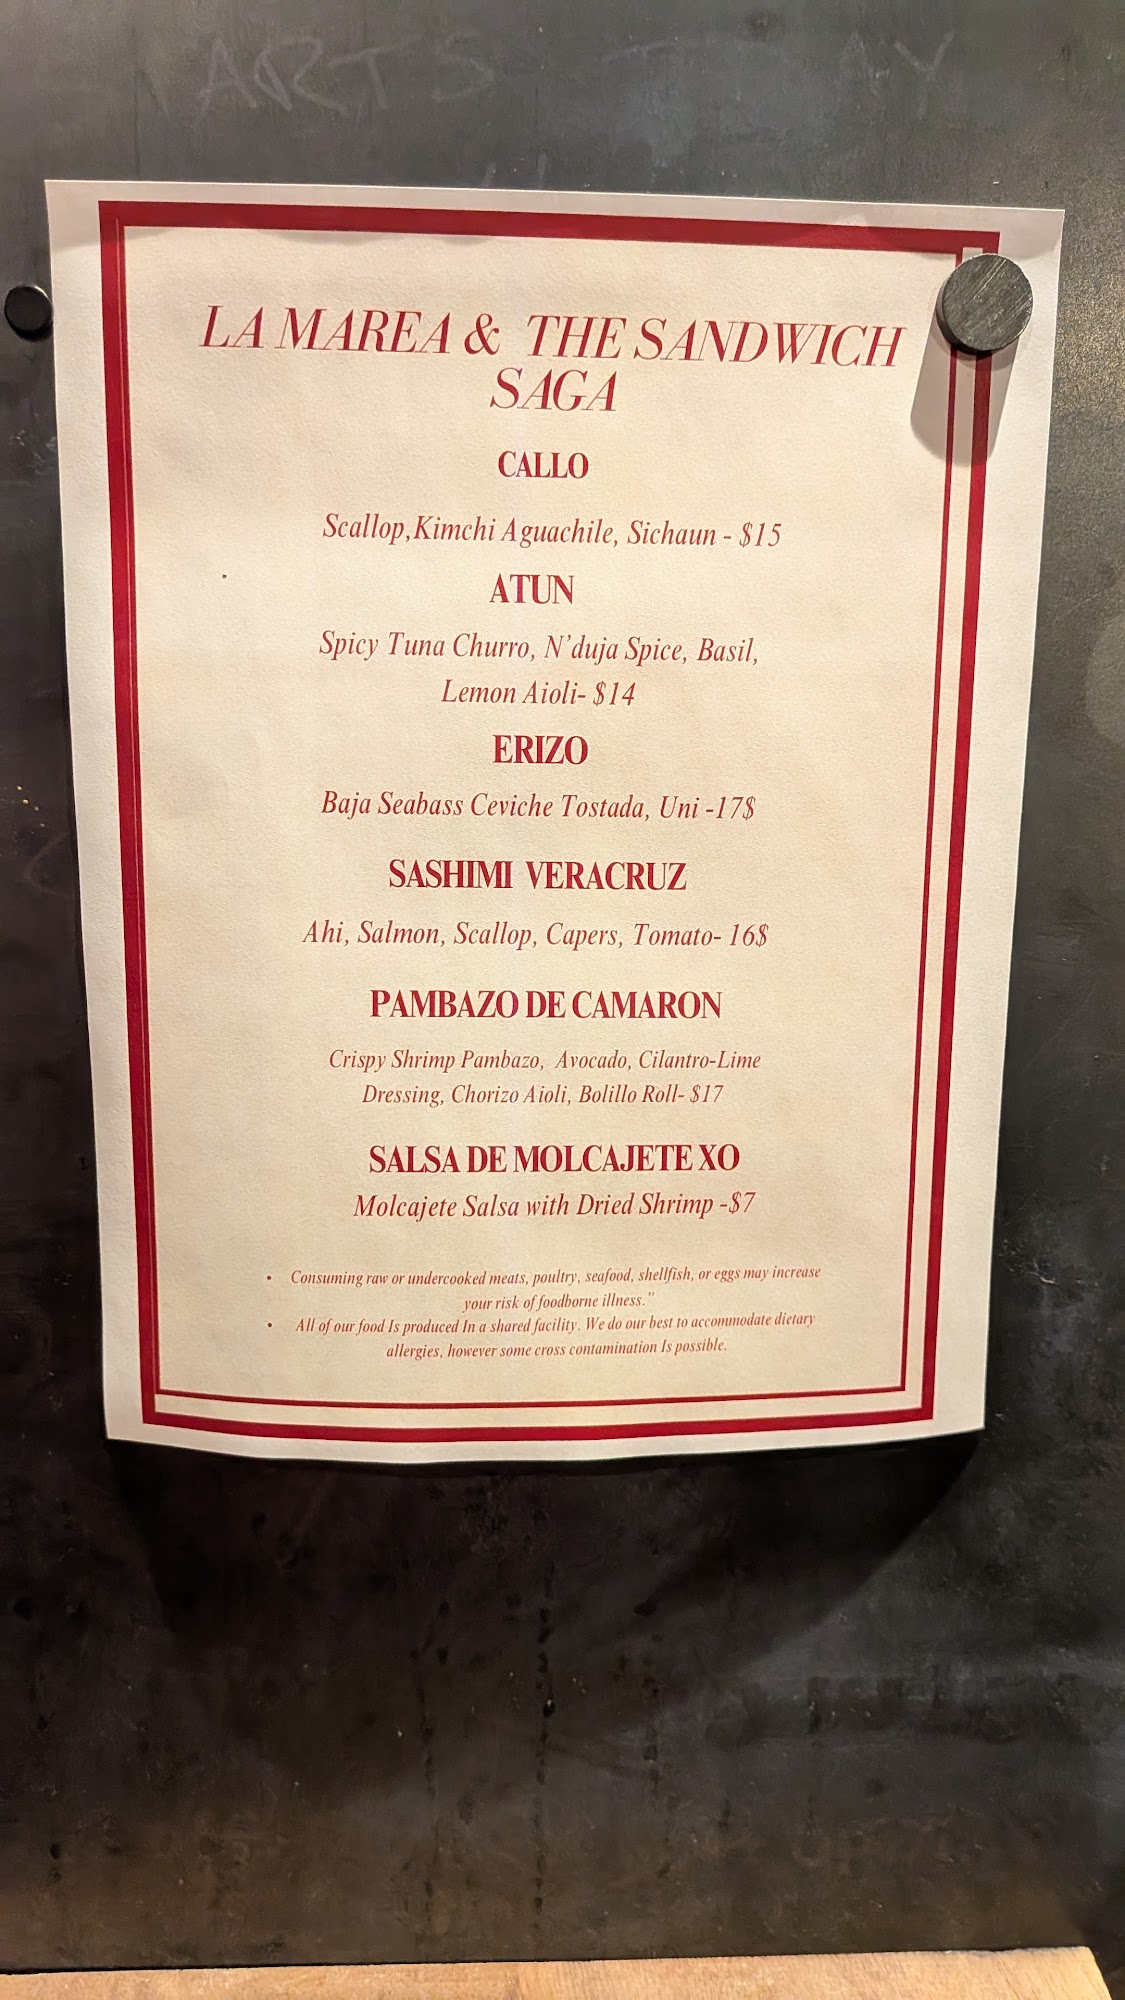 ARTS
LA MAREA & THE SANDWICH
SAGA
CALLO
Scallop,Kimchi Aguachile, Sichaun - $15
ATUN
Spicy Tuna Churro, N’duja Spice, Basil,
Lemon Aioli- $14
ERIZO
Baja Seabass Ceviche Tostada, Uni -17$
SASHIMI VERACRUZ
Ahi, Salmon, Scallop, Capers, Tomato- 16$
PAMBAZO DE CAMARON
Crispy Shrimp Pambazo, Avocado, Cilantro-Lime
Dressing, Chorizo Aioli, Bolillo Roll- $17
SALSA DE MOLCAJETE XO
Molcajete Salsa with Dried Shrimp -$7
• Consuming raw or undercooked meats, poultry, seafood, shellfish, or eggs may increase
your risk of foodborne illness.”
• All of our food Is produced In a shared facility. We do our best to accommodate dietary
allergies, however some cross contamination Is possible.